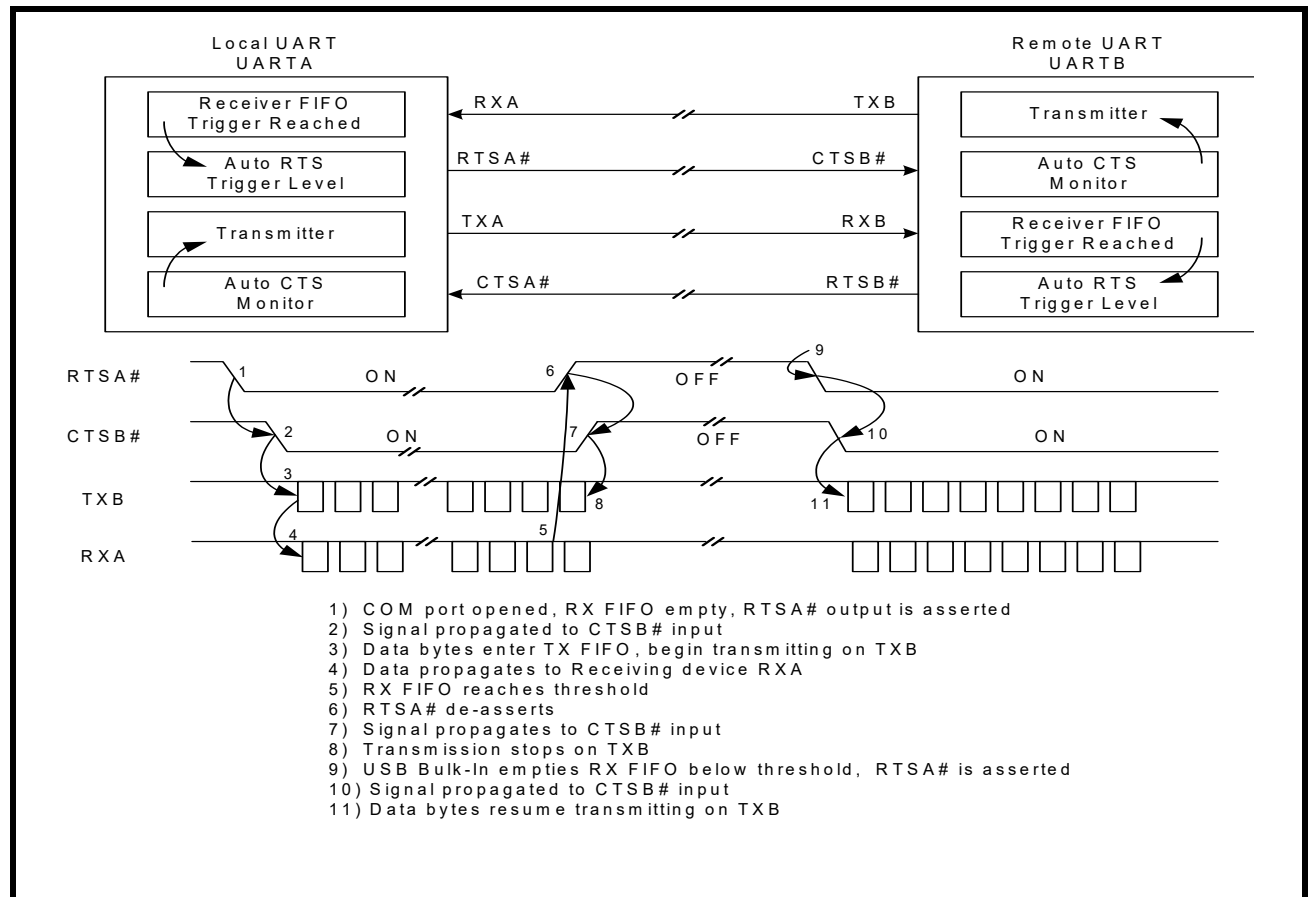 Local UART
UARTA
Remote UART
UARTB
Receiver FIFO
Trigger Reached
Auto RTS
Trigger Level
Transmitter
Auto CTS
Monitor
RXA
TXB
RTSA#
CTSB#
TXA
RXB
CTSA#
RTSB#
Transmitter
Auto CTS
Monitor
Receiver FIFO
Trigger Reached
Auto RTS
Trigger Level
RTSA#
1
ON
6
OFF
9
ON
CTSB#
2
ON
7
OFF
10
ON
TXB
3
8
11
RXA
4
5
1) COM port opened, RX FIFO empty, RTSA# output is asserted
2) Signal propagated to CTSB# input
3) Data bytes enter TX FIFO, begin transmitting on TXB
4) Data propagates to Receiving device RXA
5) RX FIFO reaches threshold
6) RTSA# de-asserts
7) Signal propagates to CTSB# input
8) Transmission stops on TXB
9) USB Bulk-In empties RX FIFO below threshold, RTSA# is asserted
10) Signal propagated to CTSB# input
11) Data bytes resume transmitting on TXB